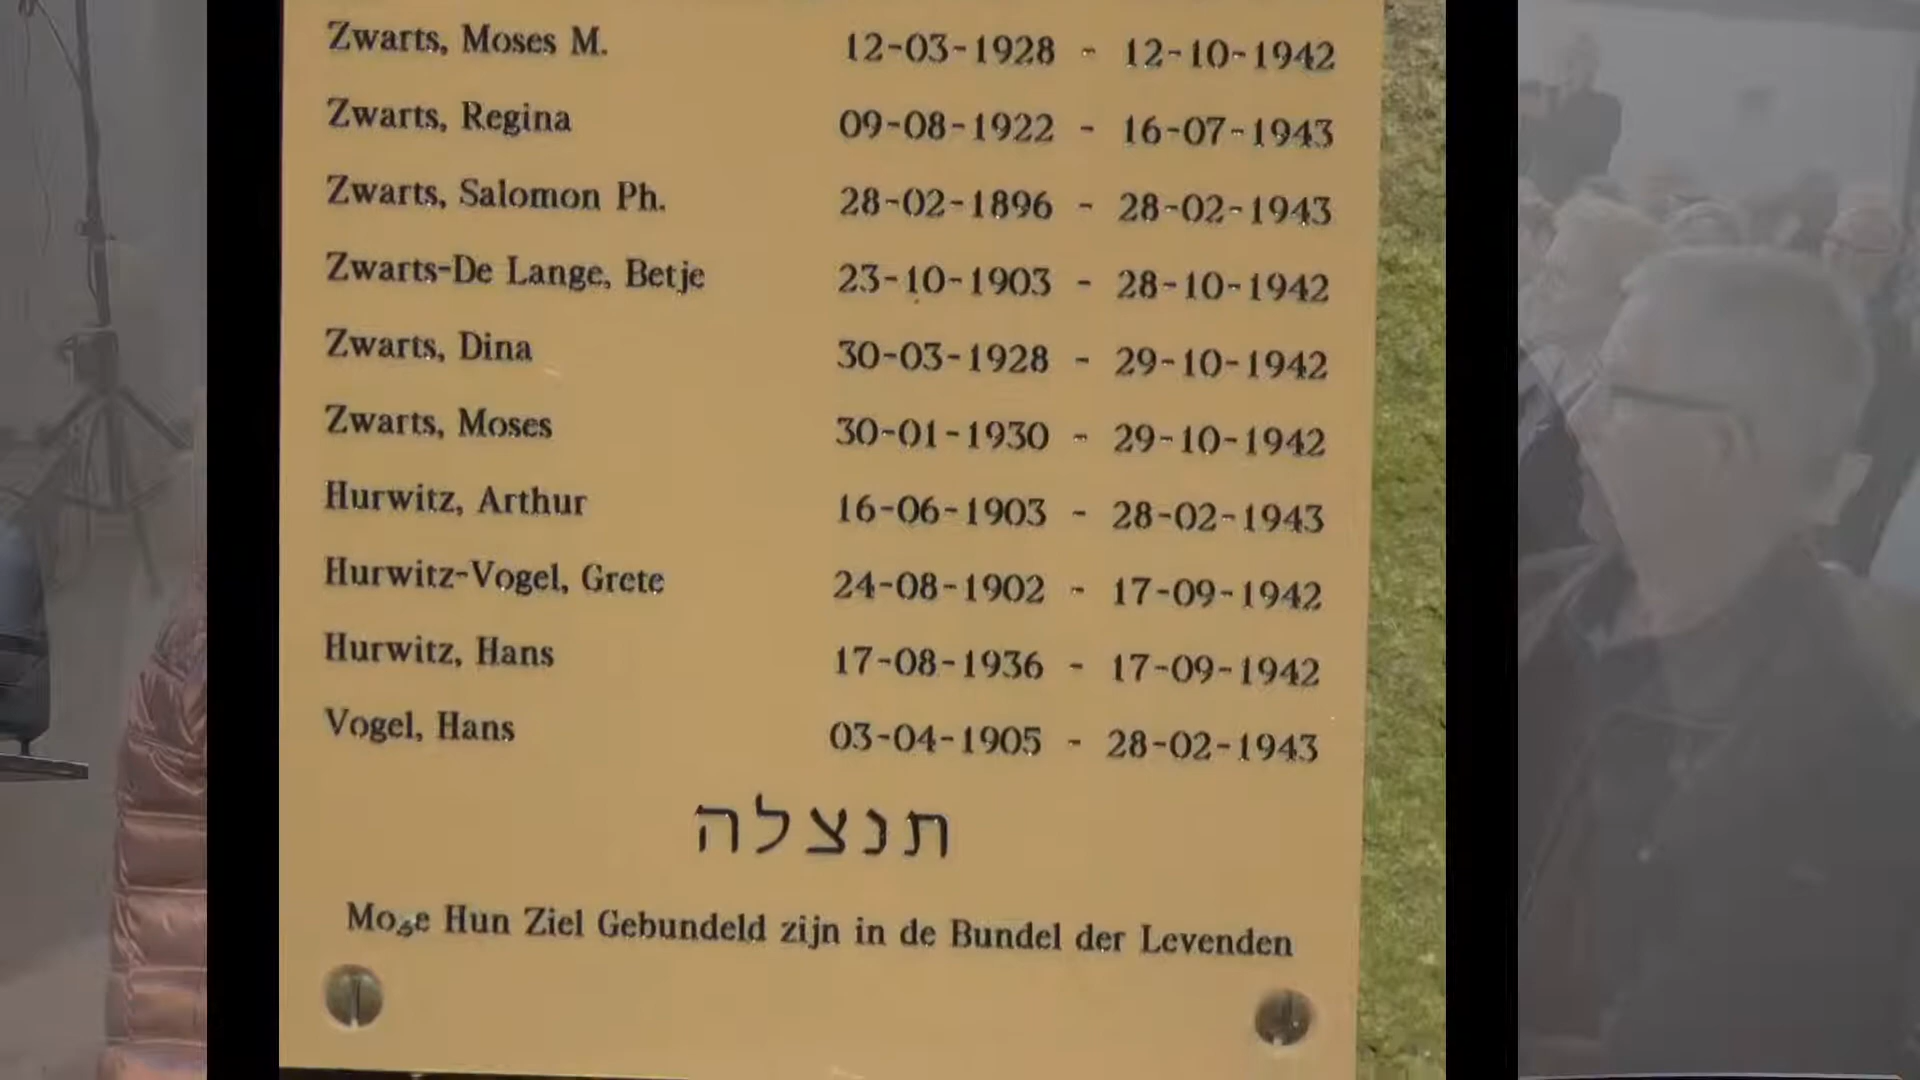 Zwarts, Moses M. 12-03-1928 - 12-10-1942
Zwarts, Regina 09-08-1922 - 16-07-1943
Zwarts, Salomon Ph. 28-02-1896 - 28-02-1943
Zwarts-De Lange, Betje 23-10-1903 - 28-10-1942
Zwarts, Dina 30-03-1928 - 29-10-1942
Zwarts, Moses 30-01-1930 - 29-10-1942
Hurwitz, Arthur 16-06-1903 - 28-02-1943
Hurwitz-Vogel, Grete 24-08-1902 - 17-09-1942
Hurwitz, Hans 17-08-1936 - 17-09-1942
Vogel, Hans 03-04-1905 - 28-02-1943
תנצלה
Moge Hun Ziel Gebundeld zijn in de Bundel der Levenden